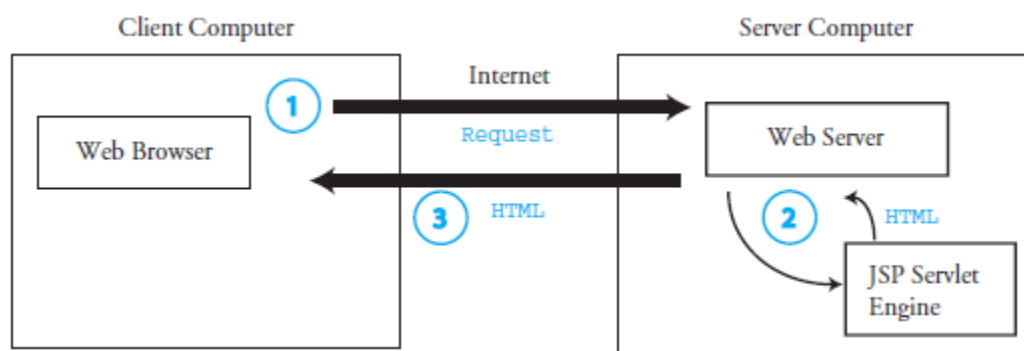 Client Computer
Server Computer
Internet
1
Request
Web Browser
Web Server
3
HTML
2
HTML
JSP Servlet
Engine